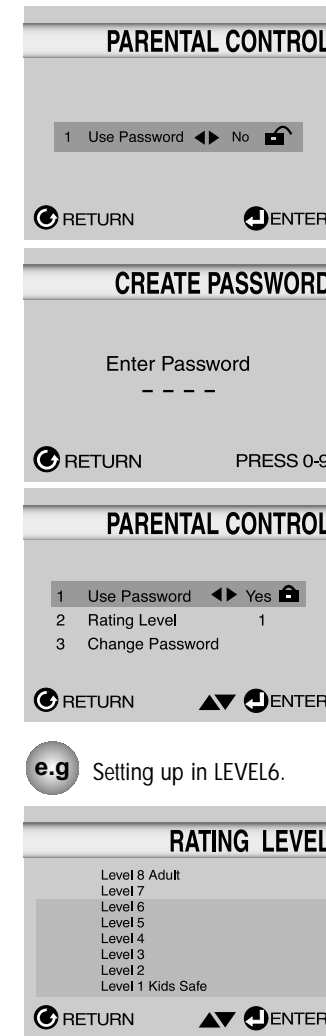 PARENTAL CONTROL
1 Use Password ◀▶ No
RETURN ENTER
CREATE PASSWORD
Enter Password
– – – –
RETURN PRESS 0-9
PARENTAL CONTROL
1 Use Password ◀▶ Yes
2 Rating Level 1
3 Change Password
RETURN ▲▼ ENTER
e.g Setting up in LEVEL6.
RATING LEVEL
Level 8 Adult
Level 7
Level 6
Level 5
Level 4
Level 3
Level 2
Level 1 Kids Safe
RETURN ▲▼ ENTER